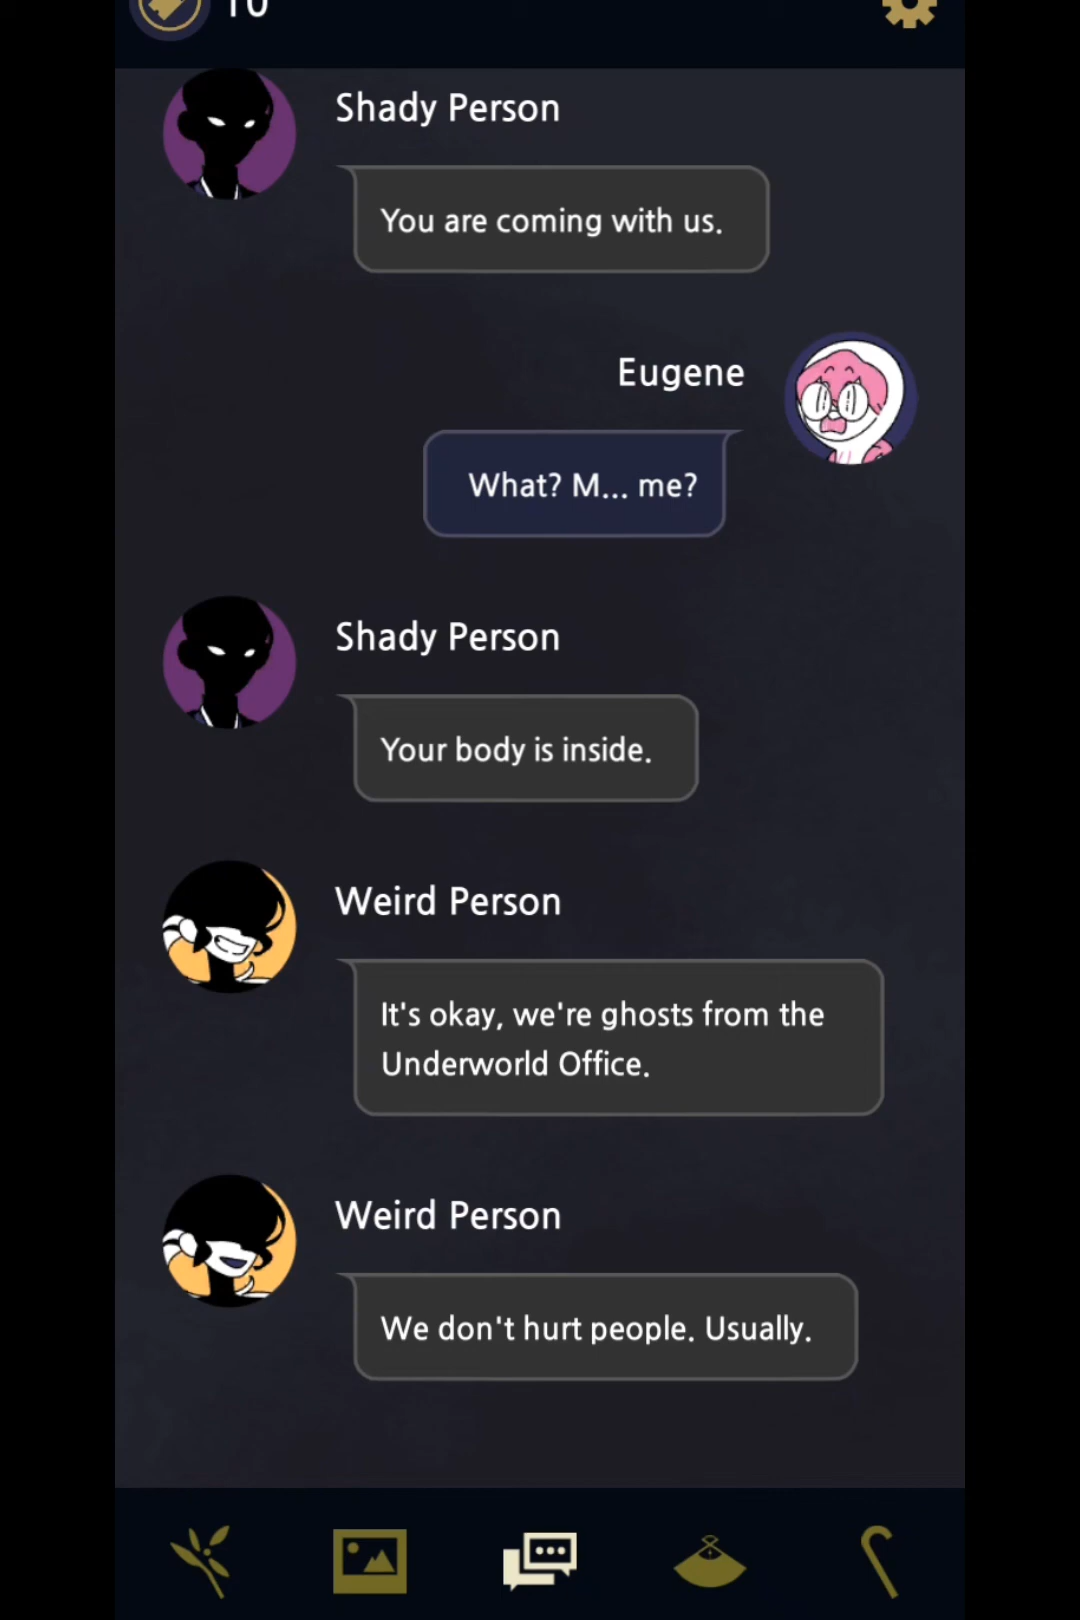 10
Shady Person
You are coming with us.
Eugene
What? M... me?
Shady Person
Your body is inside.
Weird Person
It's okay, we're ghosts from the
Underworld Office.
Weird Person
We don't hurt people. Usually.